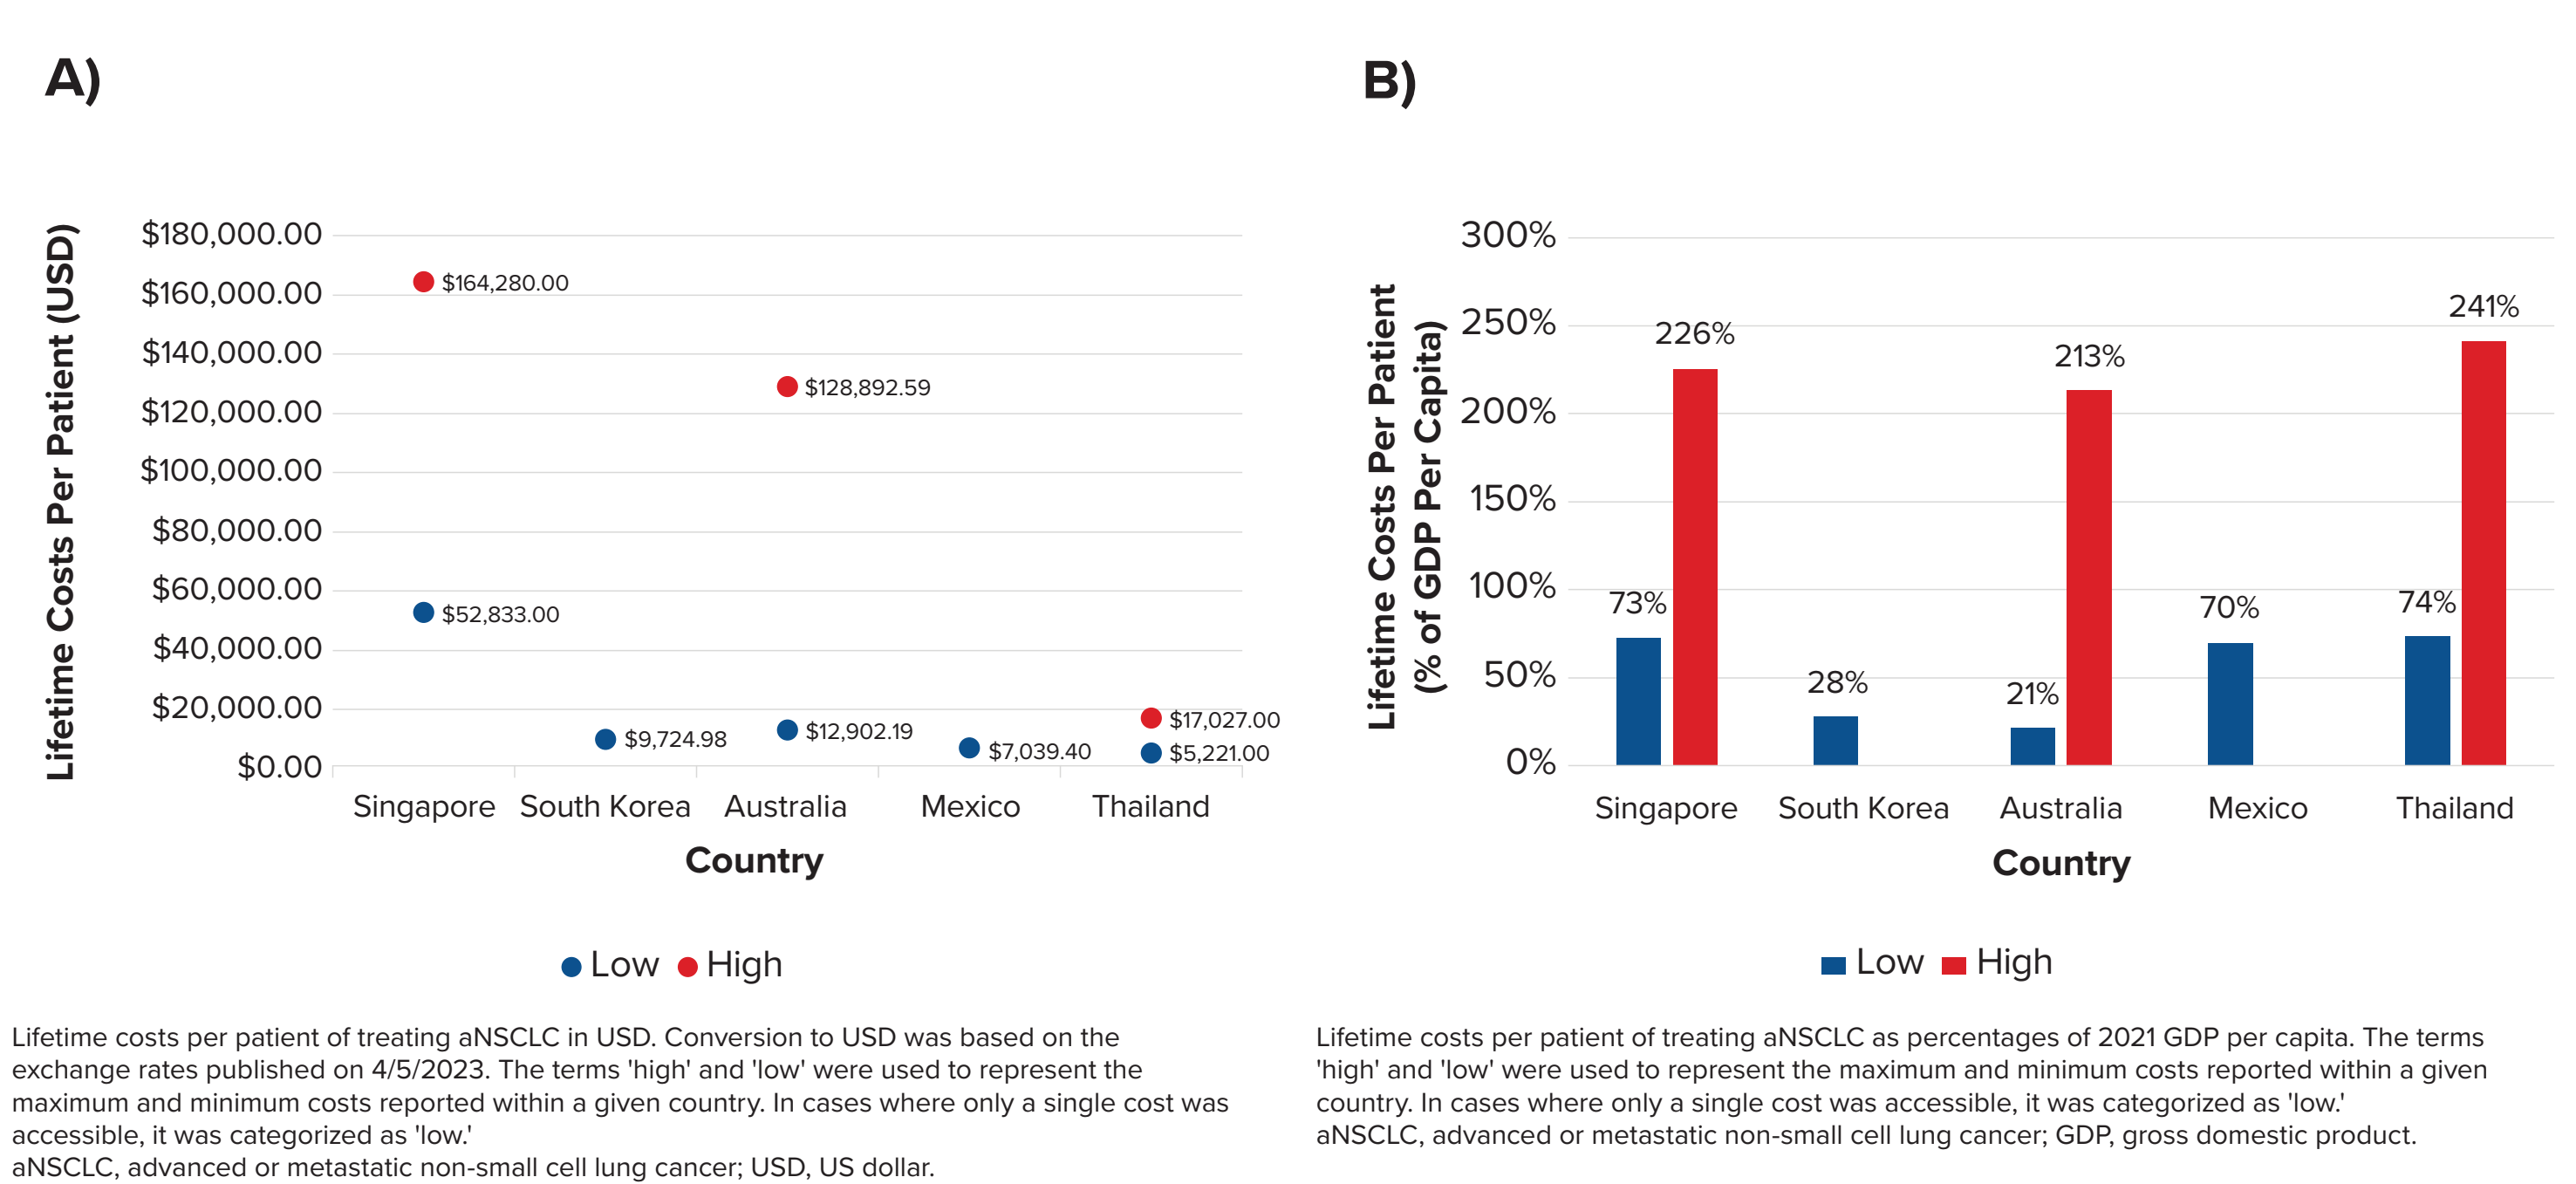 A)
Lifetime Costs Per Patient (USD)
$180,000.00
$160,000.00
$140,000.00
$120,000.00
$100,000.00
$80,000.00
$60,000.00
$40,000.00
$20,000.00
$0.00
$164,280.00
$52,833.00
$9,724.98
$128,892.59
$12,902.19
$7,039.40
$17,027.00
$5,221.00
Singapore
South Korea
Australia
Mexico
Thailand
Country
Low
High
Lifetime costs per patient of treating aNSCLC in USD. Conversion to USD was based on the
exchange rates published on 4/5/2023. The terms 'high' and 'low' were used to represent the
maximum and minimum costs reported within a given country. In cases where only a single cost was
accessible, it was categorized as 'low.'
aNSCLC, advanced or metastatic non-small cell lung cancer; USD, US dollar.
B)
Lifetime Costs Per Patient
(% of GDP Per Capita)
300%
250%
200%
150%
100%
50%
0%
73%
226%
28%
21%
213%
70%
74%
241%
Singapore
South Korea
Australia
Mexico
Thailand
Country
Low
High
Lifetime costs per patient of treating aNSCLC as percentages of 2021 GDP per capita. The terms
'high' and 'low' were used to represent the maximum and minimum costs reported within a given
country. In cases where only a single cost was accessible, it was categorized as 'low.'
aNSCLC, advanced or metastatic non-small cell lung cancer; GDP, gross domestic product.